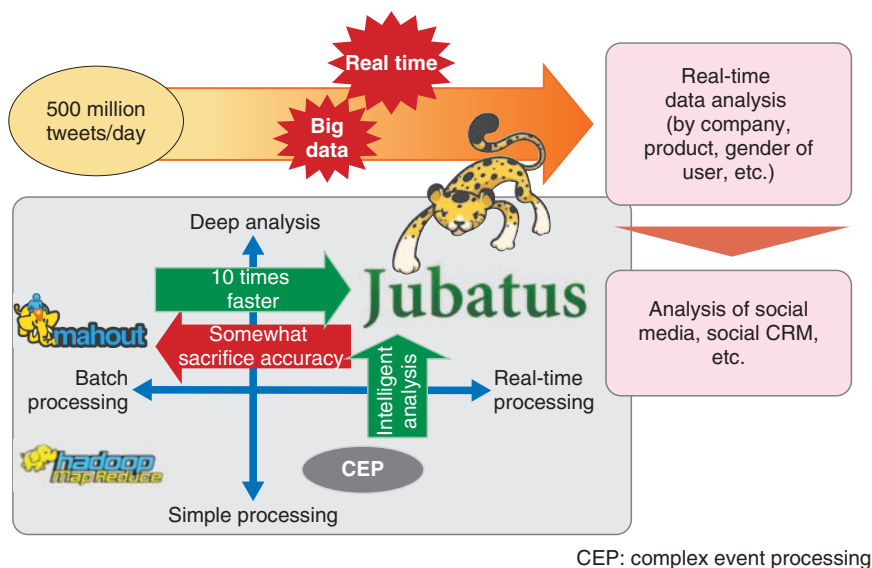 500 million
tweets/day
Real time
Big
data
Real-time
data analysis
(by company,
product, gender of
user, etc.)
Deep analysis
10 times
faster
Jubatus
mahout
Somewhat
sacrifice accuracy
Intelligent
analysis
Batch
processing
Real-time
processing
Analysis of social
media, social CRM,
etc.
hadoop
Map Reduce
CEP
Simple processing
CEP: complex event processing